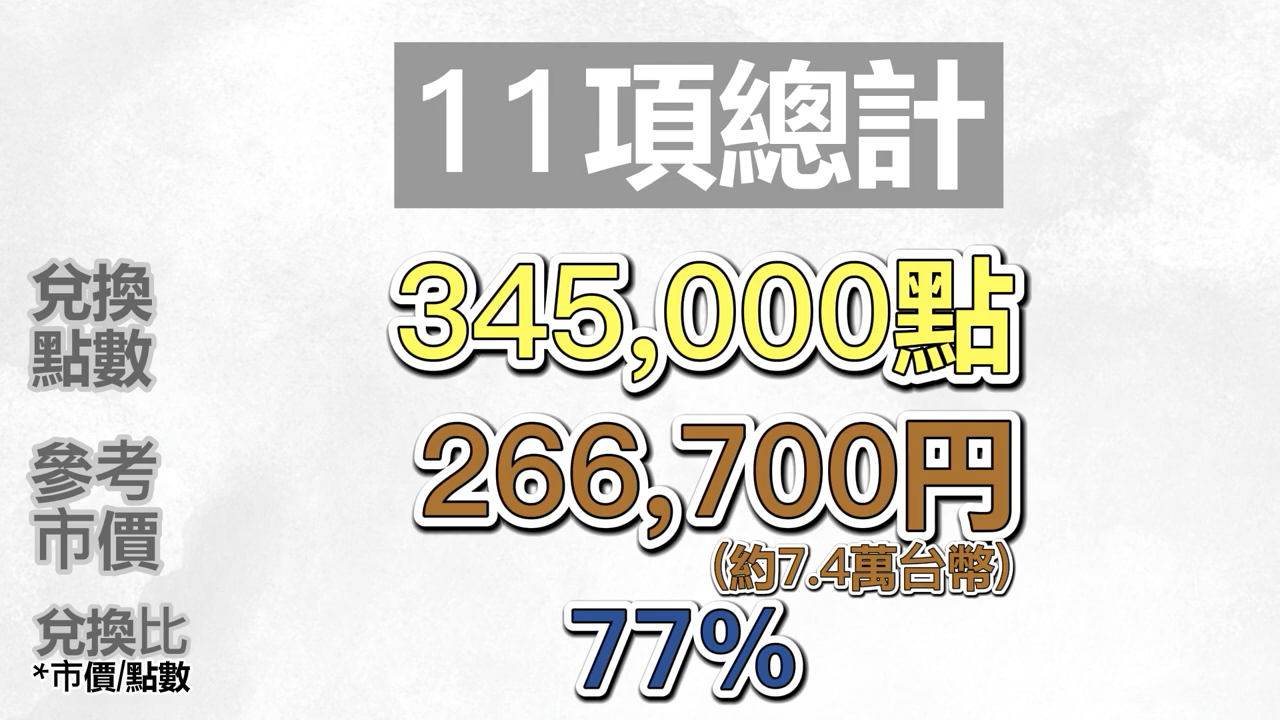 11項總計
兌換
點數
345,000點
參考
市價
266,700円
(約7.4萬台幣)
兌換比
*市價/點數
77%